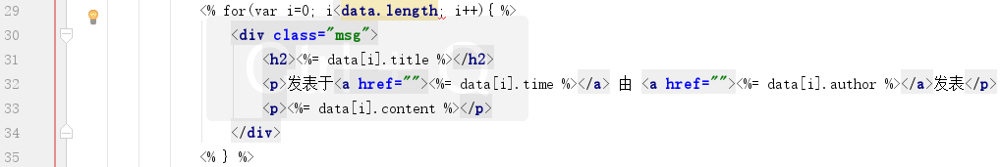 29 <% for(var i=0; i<data.length; i++){ %>
30 <div class="msg">
31 <h2><%= data[i].title %></h2>
32 <p>发表于<a href=""><%= data[i].time %></a> 由 <a href=""><%= data[i].author %></a>发表</p>
33 <p><%= data[i].content %></p>
34 </div>
35 <% } %>